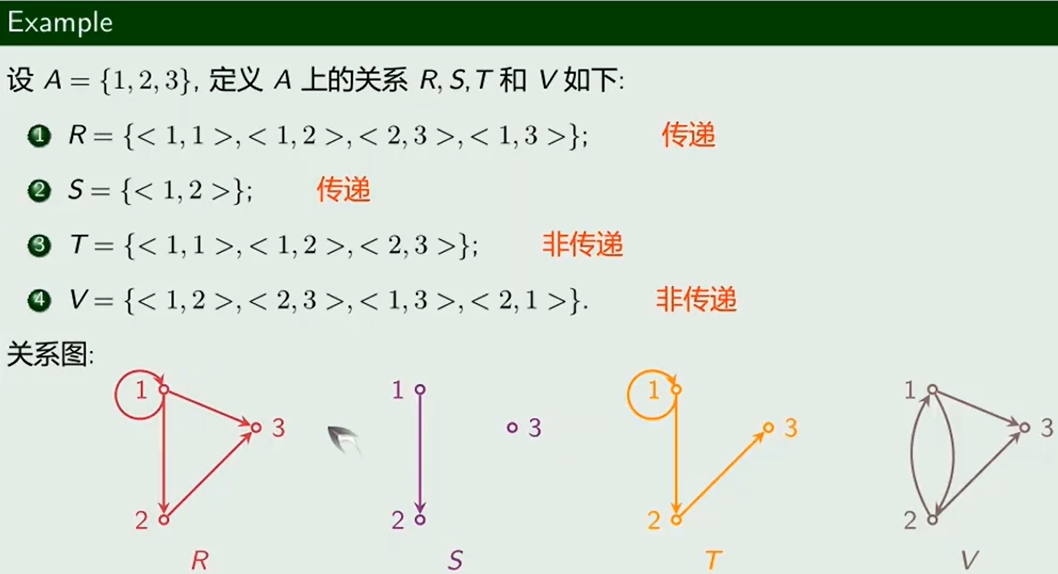 Example
设 A = {1, 2, 3}, 定义 A 上的关系 R, S, T 和 V 如下:
1 R = {< 1, 1 >, < 1, 2 >, < 2, 3 >, < 1, 3 >}; 传递
2 S = {< 1, 2 >}; 传递
3 T = {< 1, 1 >, < 1, 2 >, < 2, 3 >}; 非传递
4 V = {< 1, 2 >, < 2, 3 >, < 1, 3 >, < 2, 1 >}. 非传递
关系图:
1 1 1 1
3 3 3 3
2 2 2 2
R S T V